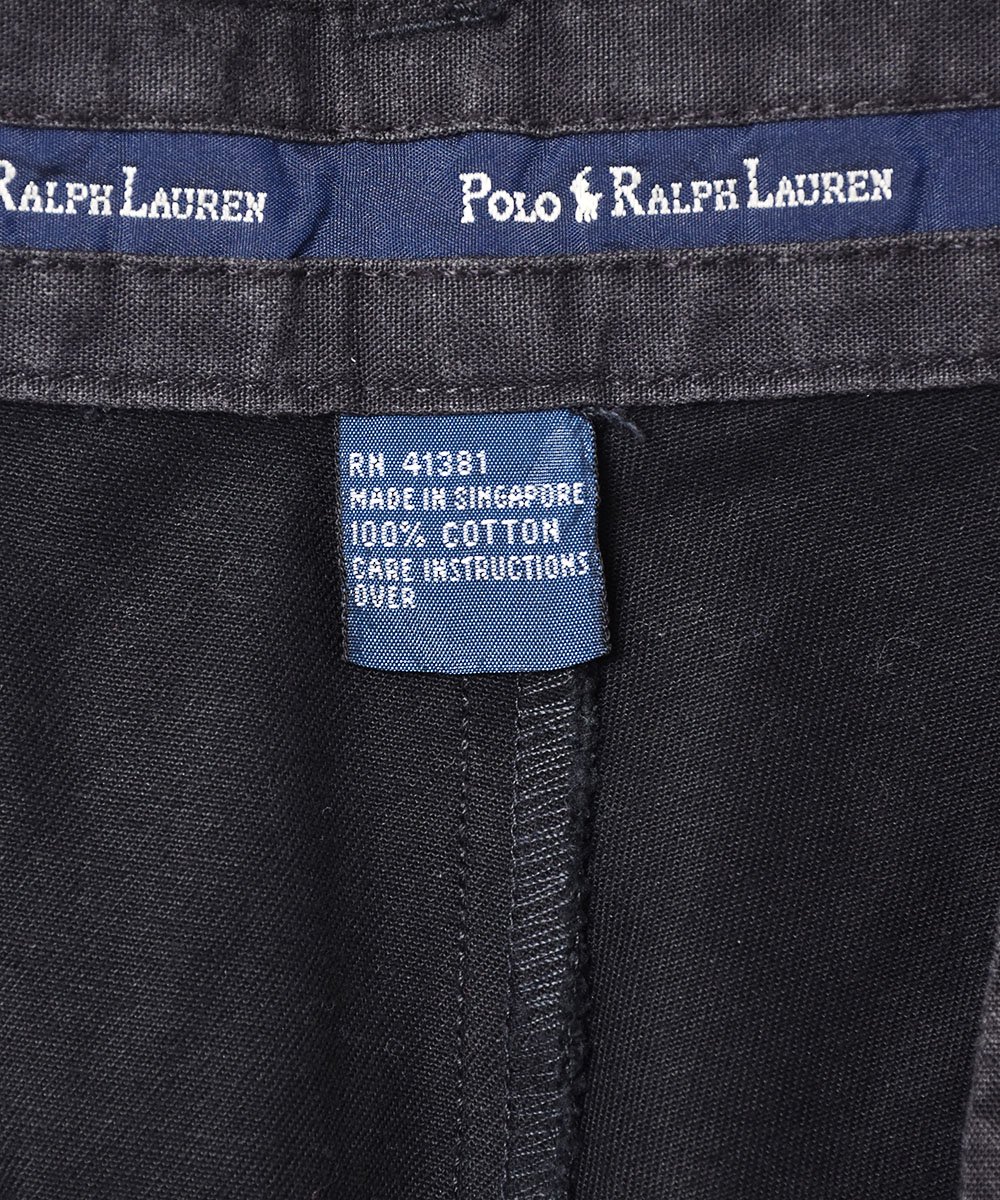 RALPH LAUREN POLO RALPH LAUREN
RN 41381
MADE IN SINGAPORE
100% COTTON
CARE INSTRUCTIONS
OVER